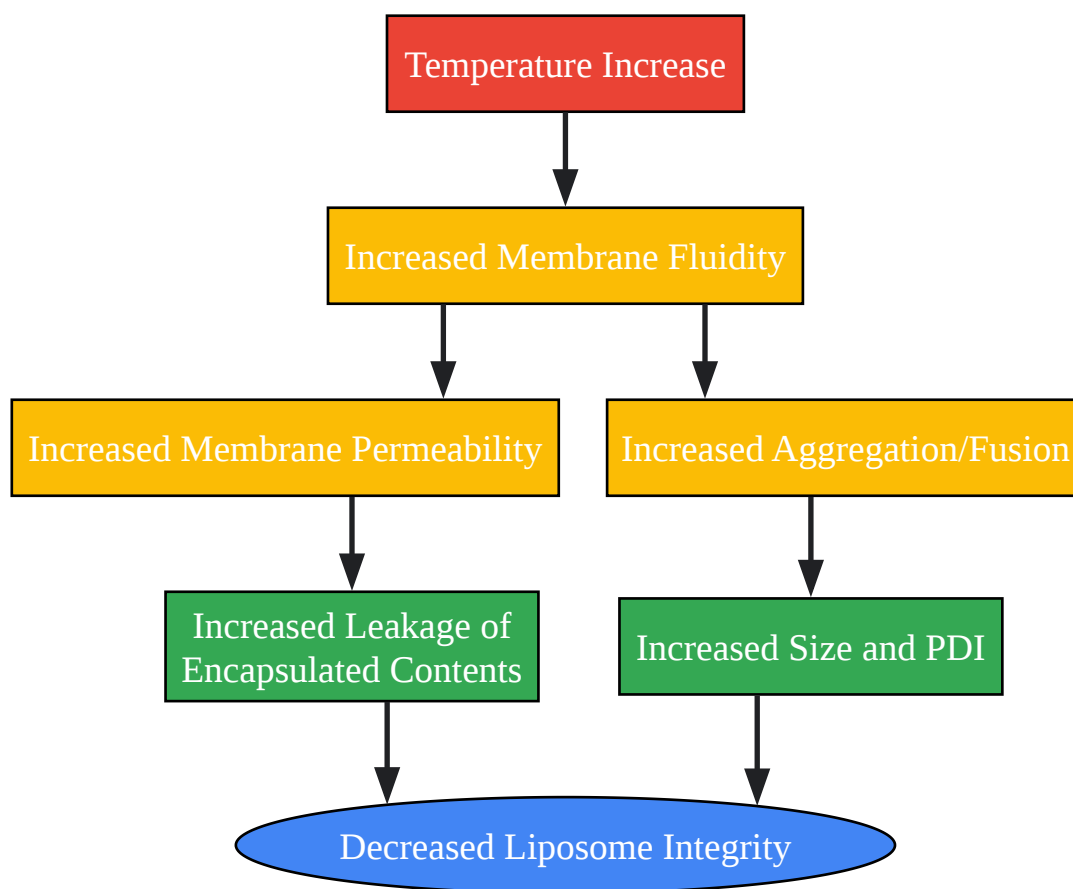 Temperature Increase
Increased Membrane Fluidity
Increased Membrane Permeability
Increased Aggregation/Fusion
Increased Leakage of
Encapsulated Contents
Increased Size and PDI
Decreased Liposome Integrity